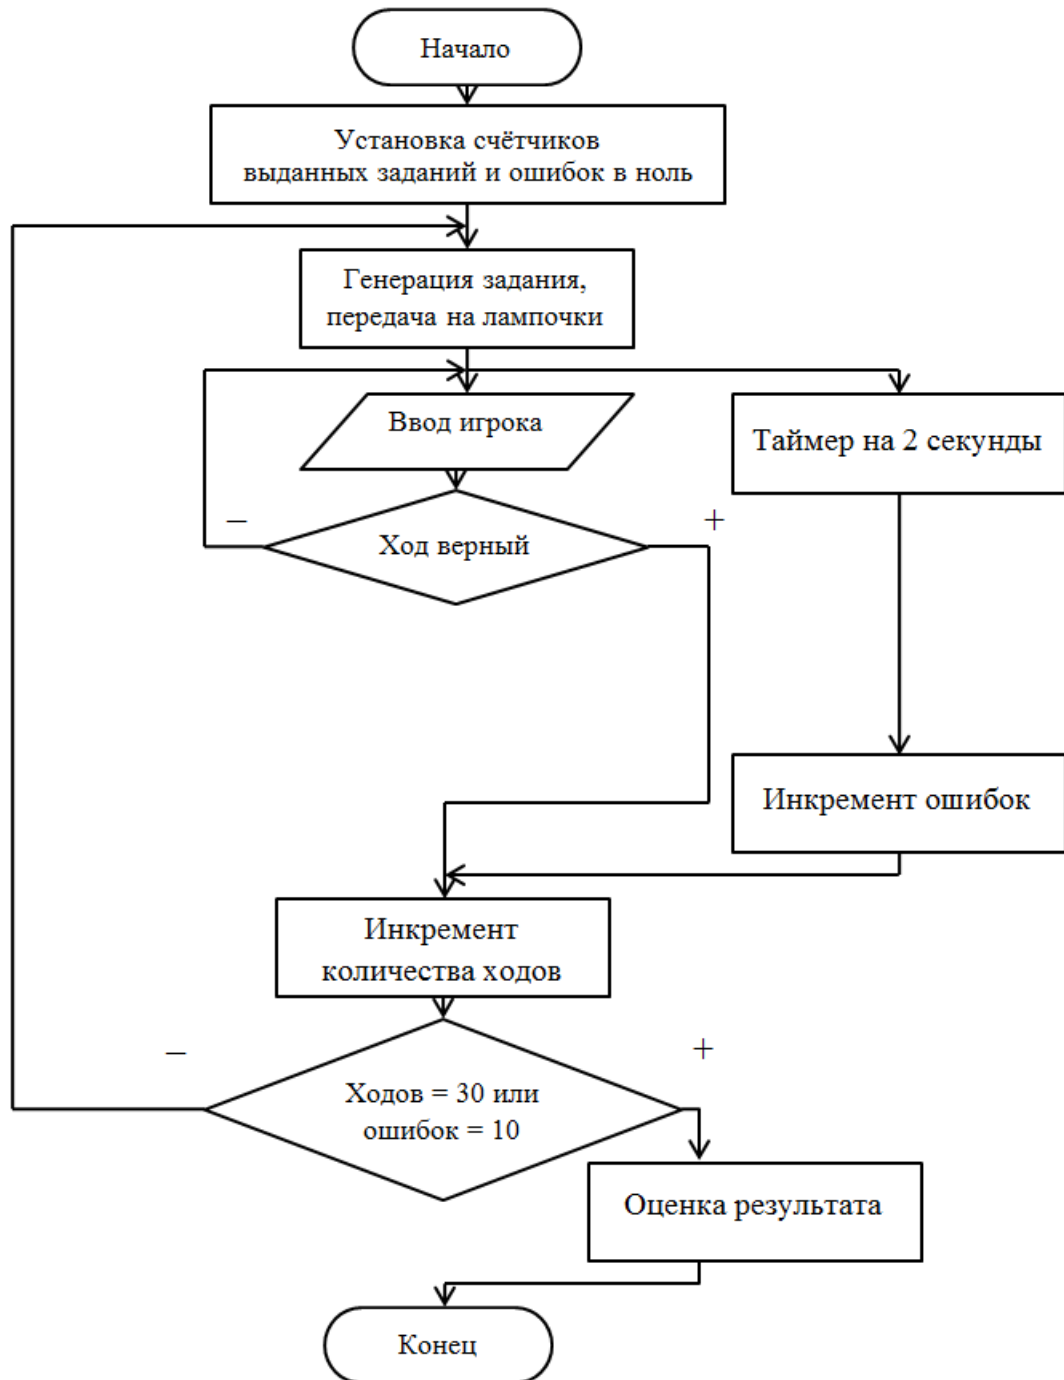 Начало
Установка счётчиков
выданных заданий и ошибок в ноль
Генерация задания,
передача на лампочки
Ввод игрока
Таймер на 2 секунды
–
+
Ход верный
Инкремент ошибок
Инкремент
количества ходов
–
+
Ходов = 30 или
ошибок = 10
Оценка результата
Конец